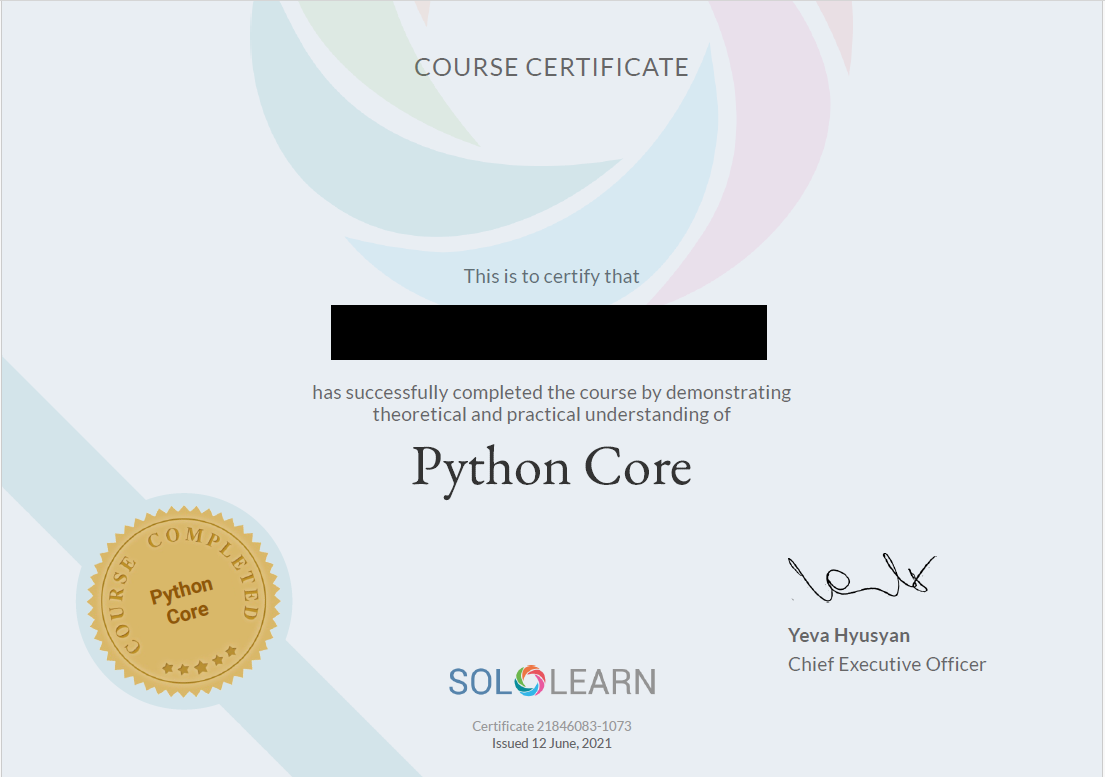 COURSE CERTIFICATE
This is to certify that
has successfully completed the course by demonstrating
theoretical and practical understanding of
Python Core
COURSE COMPLETED
Python
Core
Yeva Hyusyan
Chief Executive Officer
SOLOLEARN
Certificate 21846083-1073
Issued 12 June, 2021